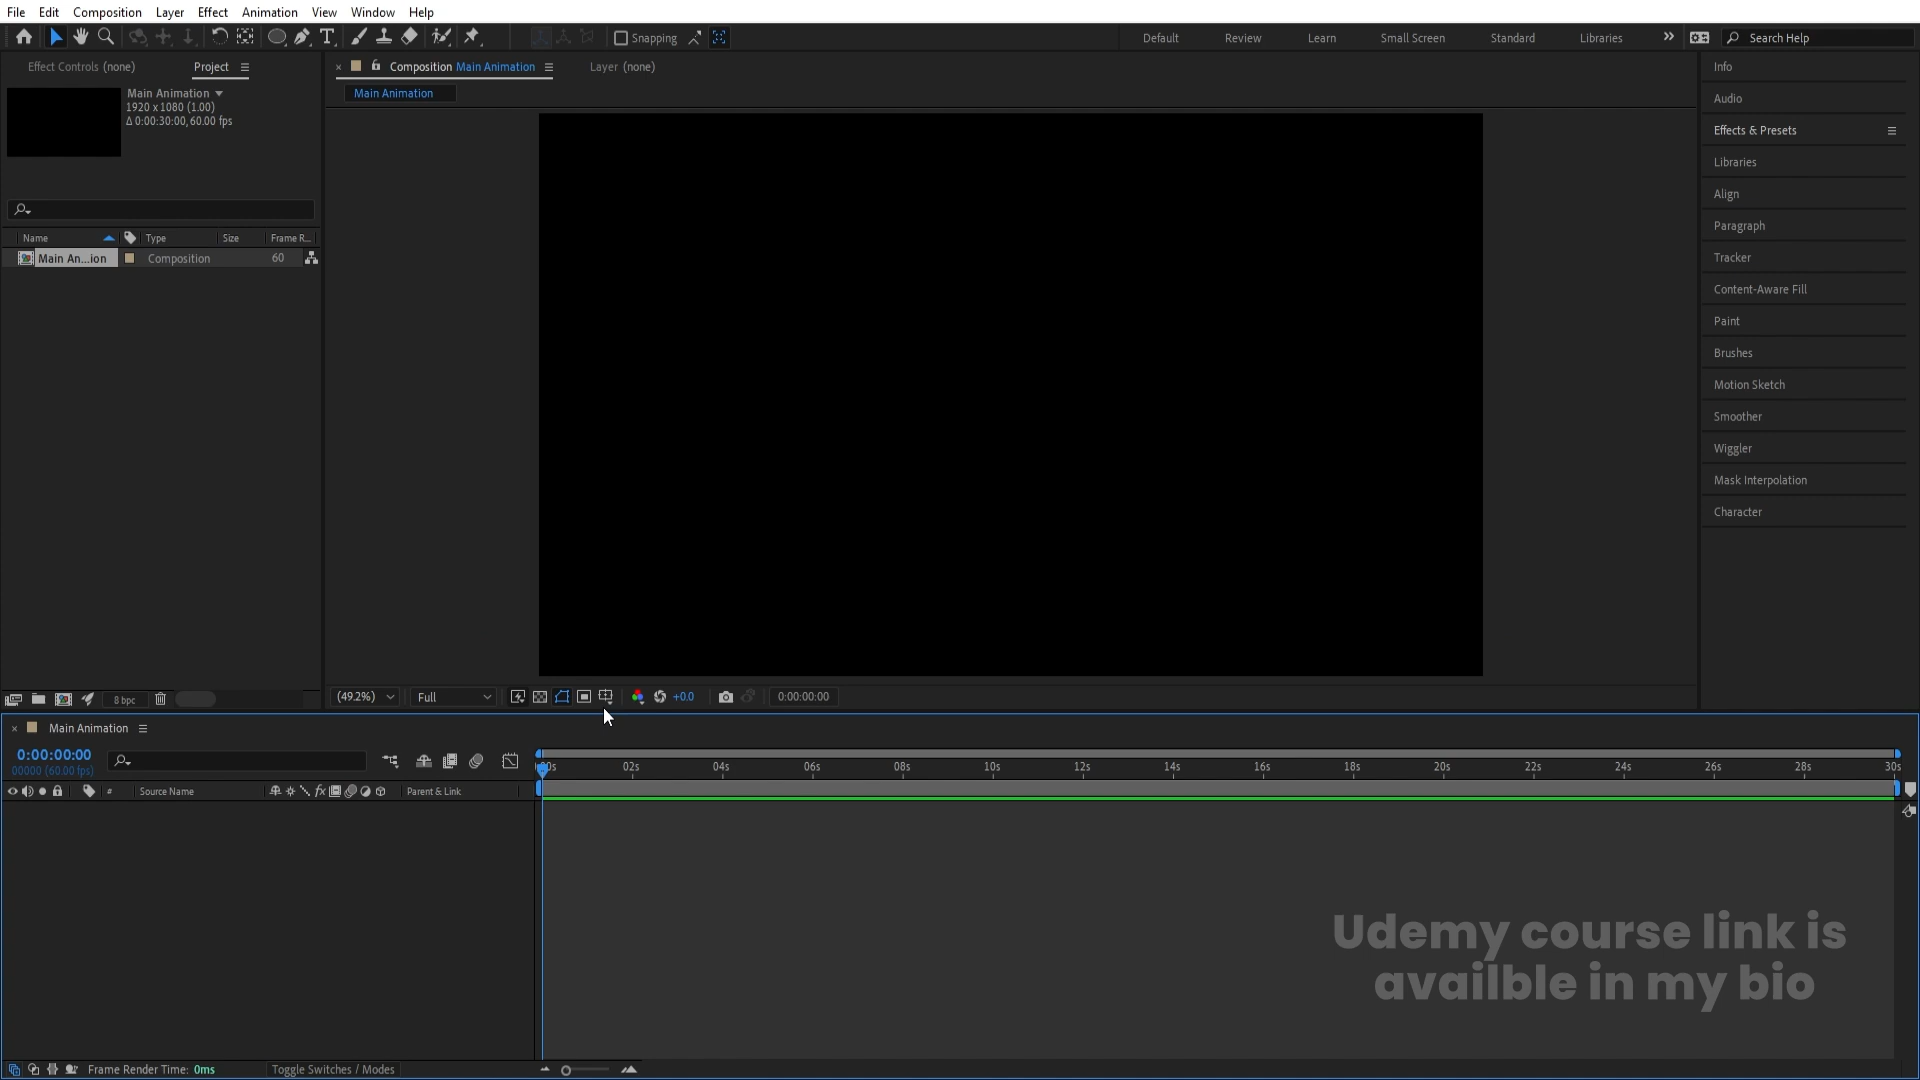 File Edit Composition Layer Effect Animation View Window Help
Snapping Default Review Learn Small Screen Standard Libraries » Search Help
Effect Controls (none) Project
× Composition Main Animation Layer (none)
Main Animation
Main Animation
1920 x 1080 (1.00)
Δ 0:00:30:00, 60.00 fps
Name Type Size Frame R...
Main An...ion Composition 60
8 bpc
(49.2%) Full +0.0 0:00:00:00
Info
Audio
Effects & Presets
Libraries
Align
Paragraph
Tracker
Content-Aware Fill
Paint
Brushes
Motion Sketch
Smoother
Wiggler
Mask Interpolation
Character
× Main Animation
0:00:00:00
00000 (60.00 fps)
02s 04s 06s 08s 10s 12s 14s 16s 18s 20s 22s 24s 26s 28s 30s
# Source Name fx Parent & Link
Udemy course link is
availble in my bio
Frame Render Time: 0ms Toggle Switches / Modes